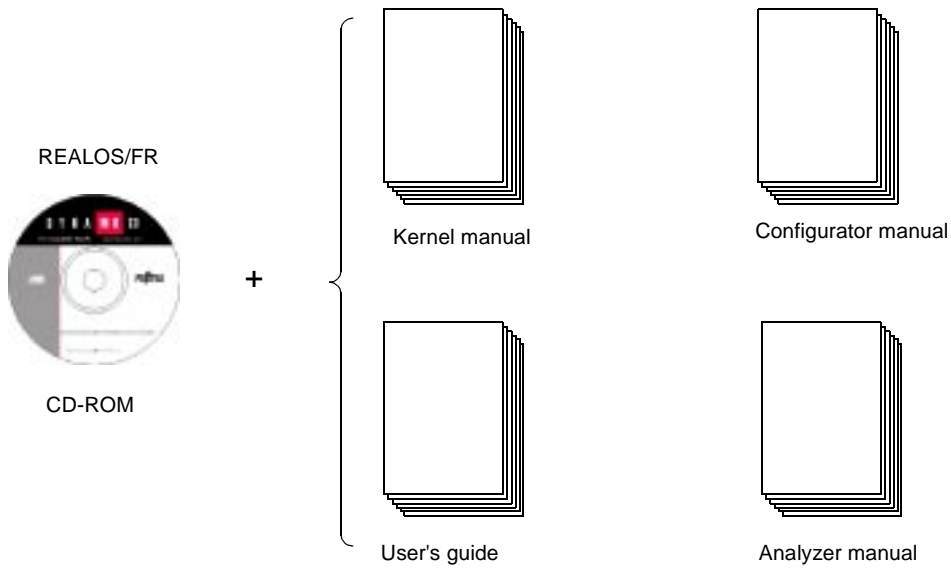 REALOS/FR
CD-ROM
+
Kernel manual
Configurator manual
User's guide
Analyzer manual